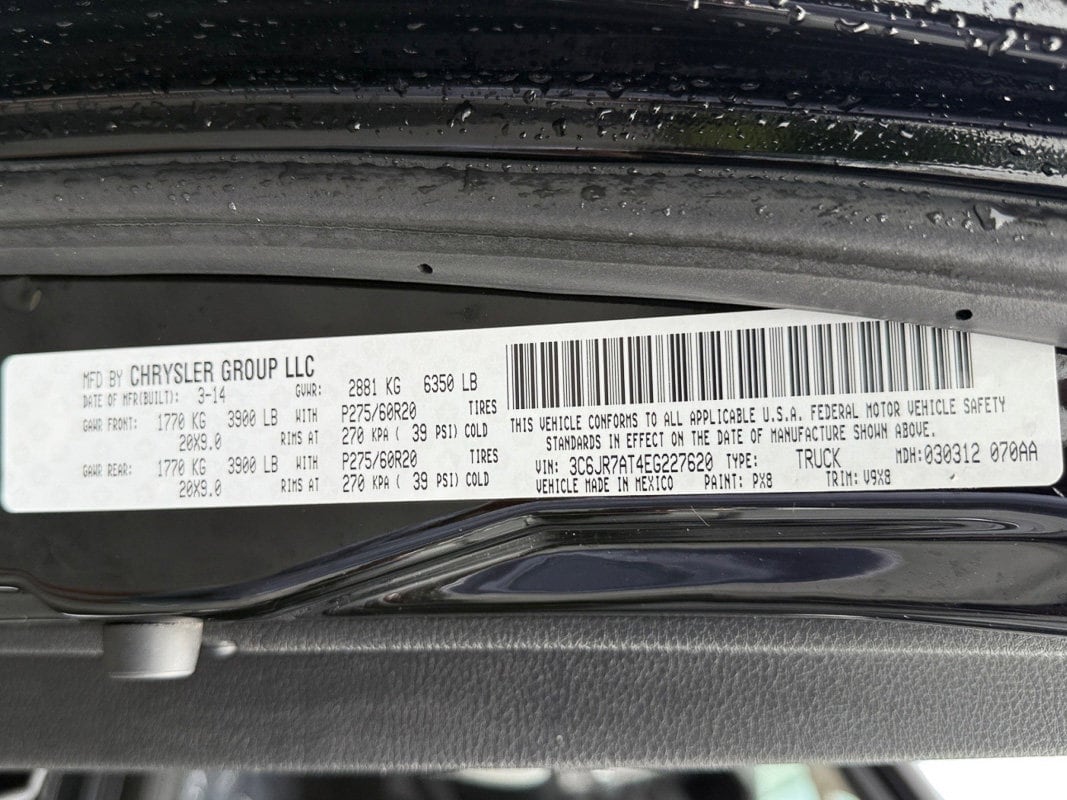 MFD BY CHRYSLER GROUP LLC
DATE OF MFR(BUILT): 3-14 GVWR: 2881 KG 6350 LB
GAWR FRONT: 1770 KG 3900 LB WITH P275/60R20 TIRES
20X9.0 RIMS AT 270 KPA ( 39 PSI) COLD
GAWR REAR: 1770 KG 3900 LB WITH P275/60R20 TIRES
20X9.0 RIMS AT 270 KPA ( 39 PSI) COLD
THIS VEHICLE CONFORMS TO ALL APPLICABLE U.S.A. FEDERAL MOTOR VEHICLE SAFETY
STANDARDS IN EFFECT ON THE DATE OF MANUFACTURE SHOWN ABOVE.
VIN: 3C6JR7AT4EG227620 TYPE: TRUCK MDH:030312 070AA
VEHICLE MADE IN MEXICO PAINT: PX8 TRIM: V9X8